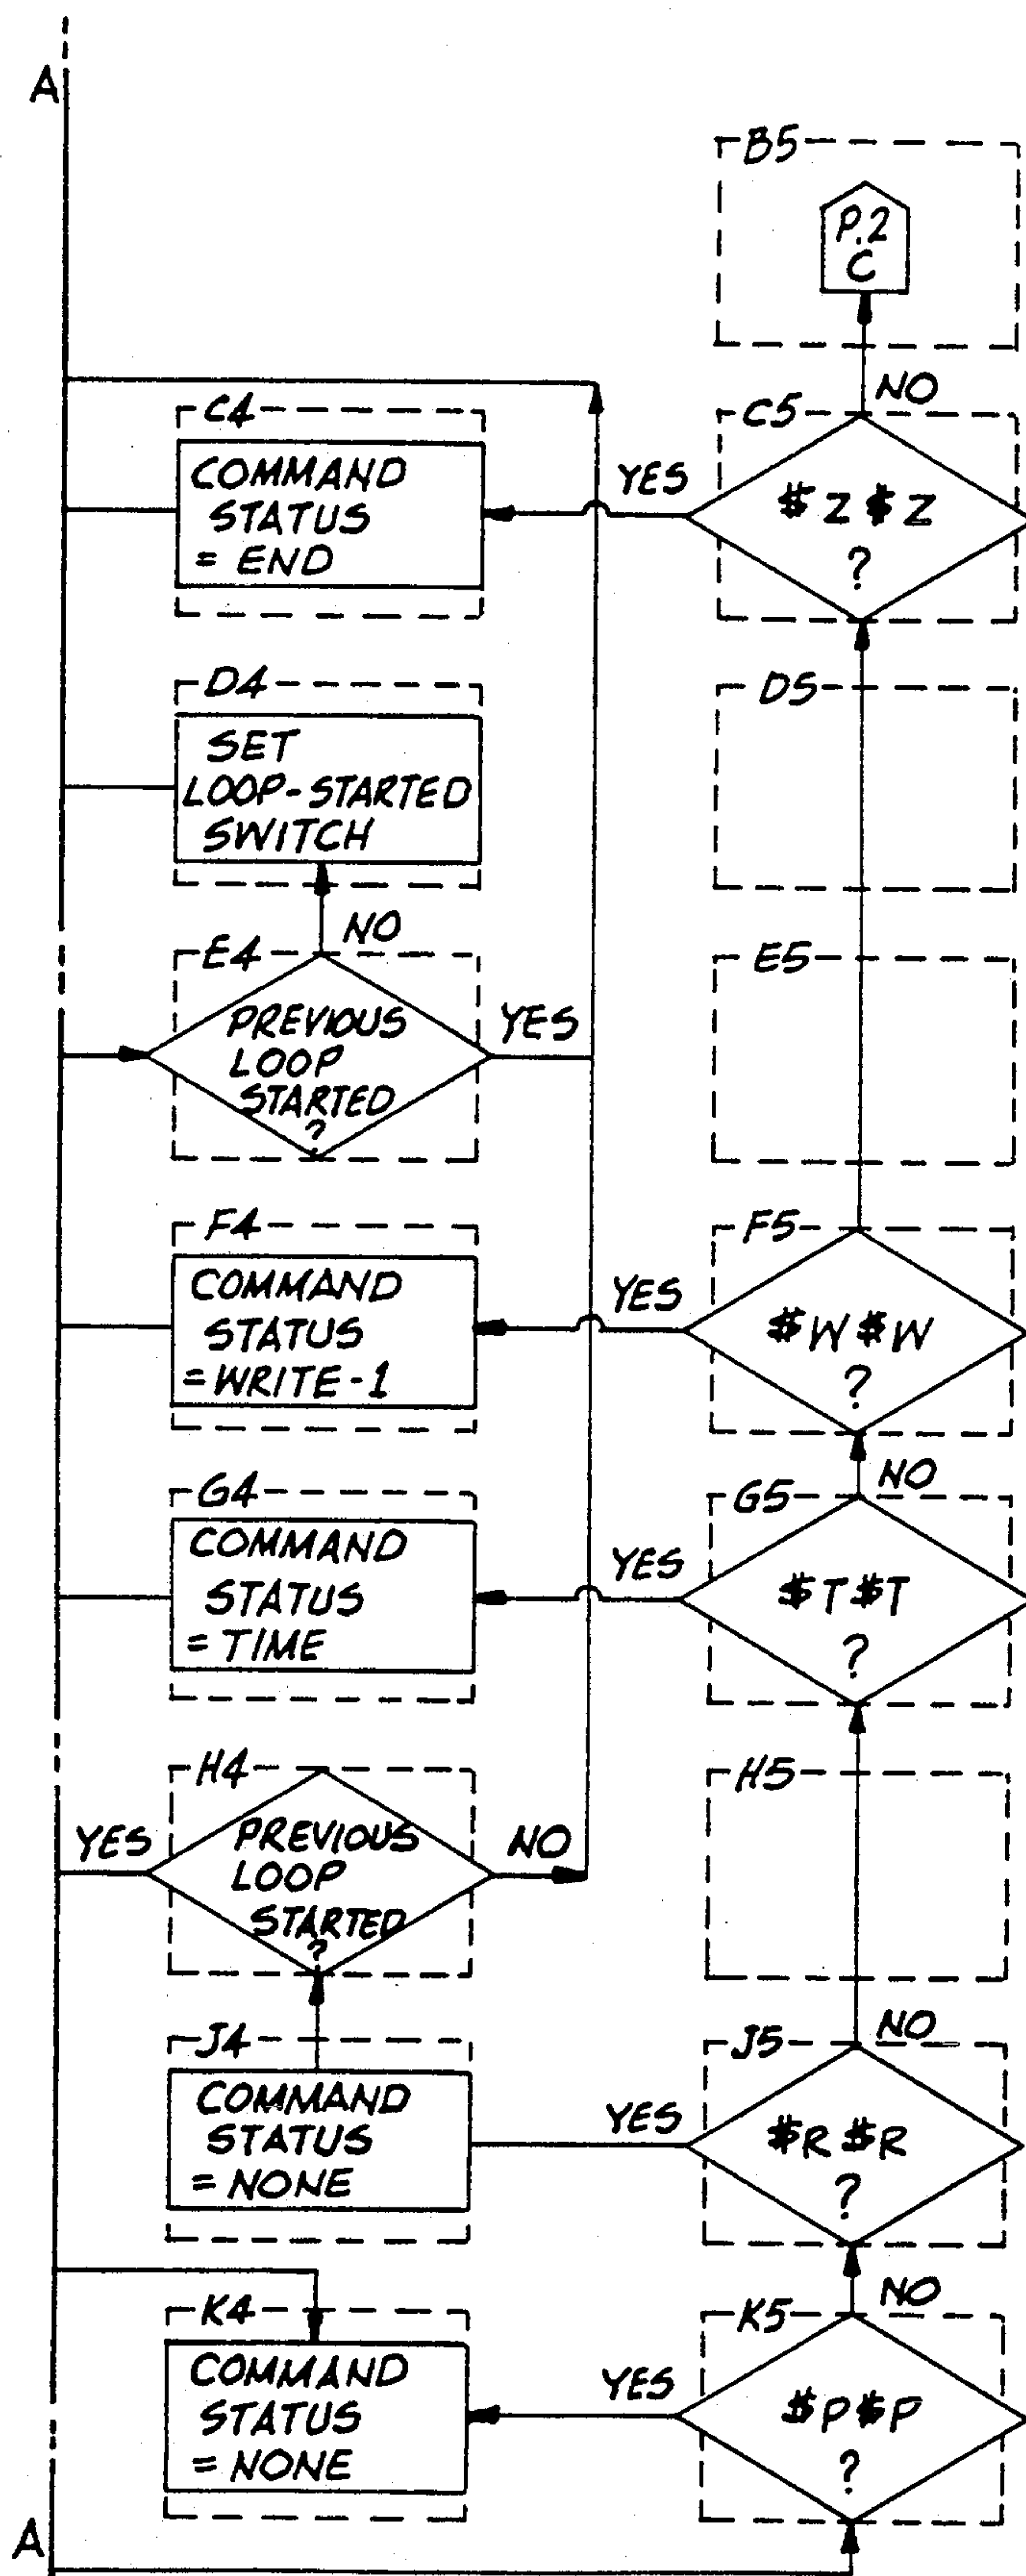 A
B5
P.2
C
NO
C4
COMMAND
STATUS
= END
YES
C5
$Z $Z
?
D4
SET
LOOP-STARTED
SWITCH
D5
NO
E4
PREVIOUS
LOOP
STARTED
?
YES
E5
F4
COMMAND
STATUS
= WRITE-1
YES
F5
$W $W
?
NO
G4
COMMAND
STATUS
= TIME
YES
G5
$T $T
?
H4
YES
PREVIOUS
LOOP
STARTED
?
NO
H5
NO
J4
COMMAND
STATUS
= NONE
YES
J5
$R $R
?
NO
K4
COMMAND
STATUS
= NONE
YES
K5
$P $P
?
A